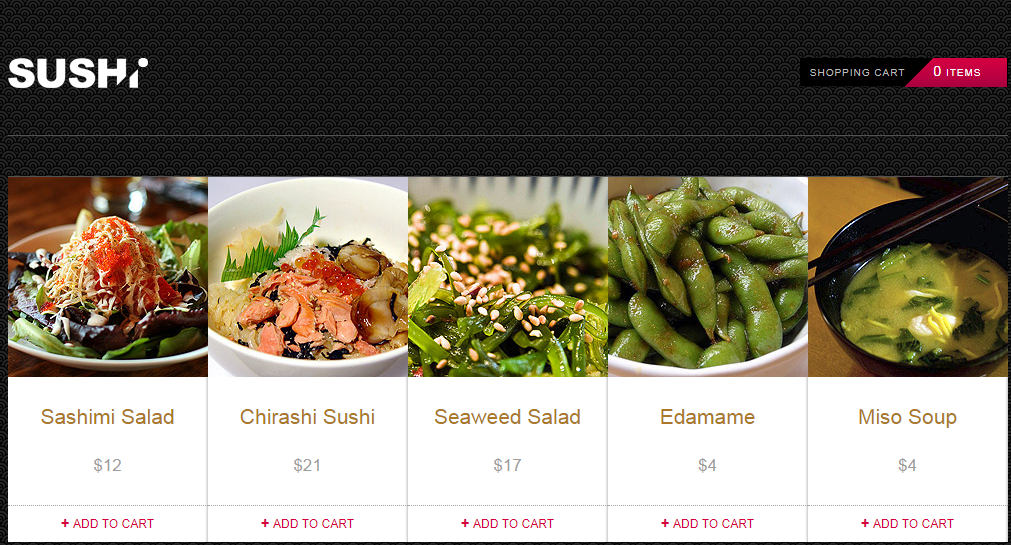 SUSHi
SHOPPING CART 0 ITEMS
Sashimi Salad
$12
+ ADD TO CART
Chirashi Sushi
$21
+ ADD TO CART
Seaweed Salad
$17
+ ADD TO CART
Edamame
$4
+ ADD TO CART
Miso Soup
$4
+ ADD TO CART